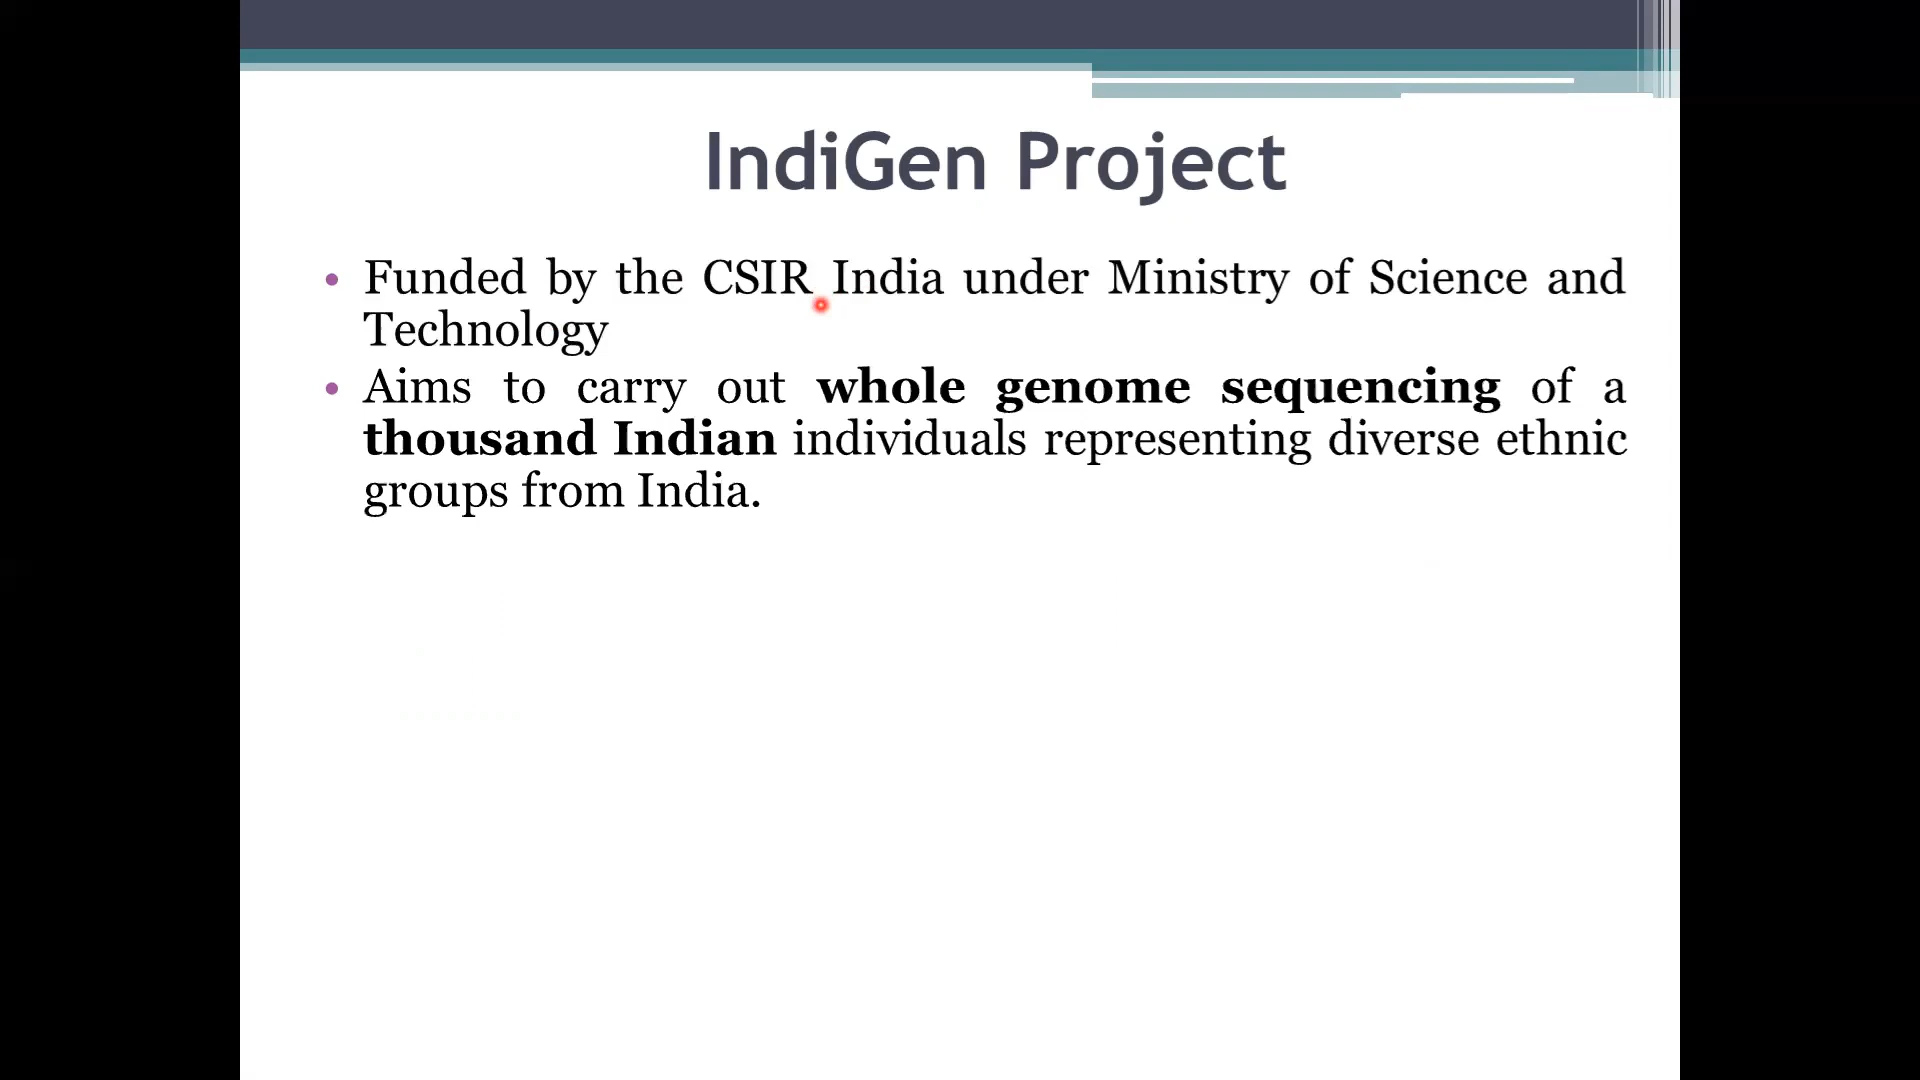 IndiGen Project
• Funded by the CSIR India under Ministry of Science and
Technology
• Aims to carry out whole genome sequencing of a
thousand Indian individuals representing diverse ethnic
groups from India.